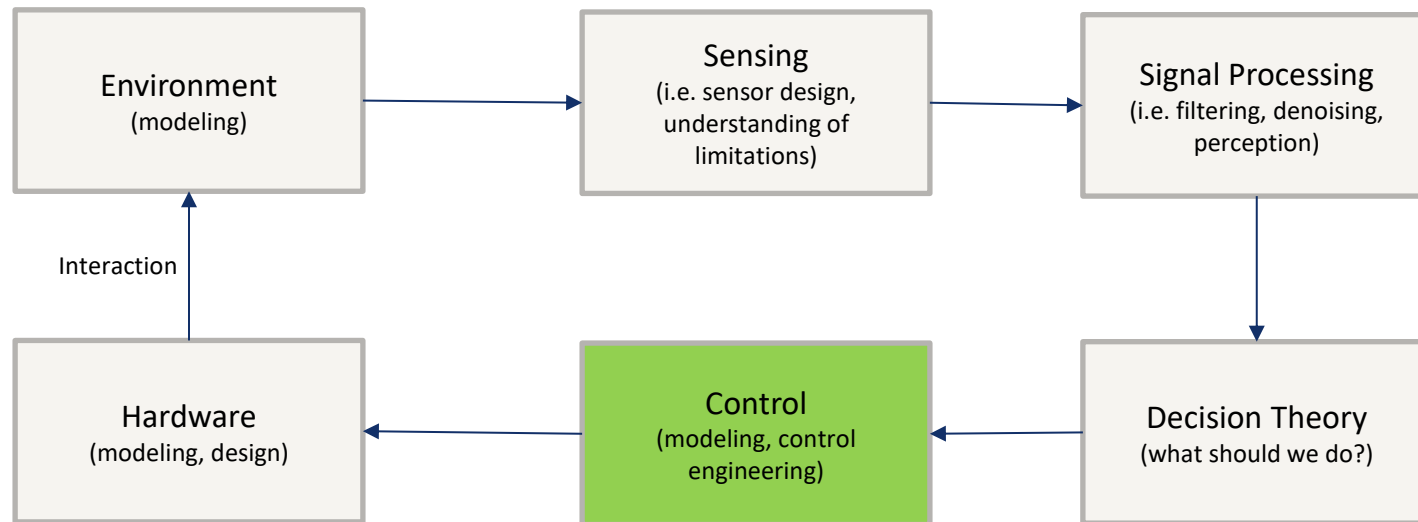 Environment
(modeling)
Sensing
(i.e. sensor design,
understanding of
limitations)
Signal Processing
(i.e. filtering, denoising,
perception)
Interaction
Hardware
(modeling, design)
Control
(modeling, control
engineering)
Decision Theory
(what should we do?)